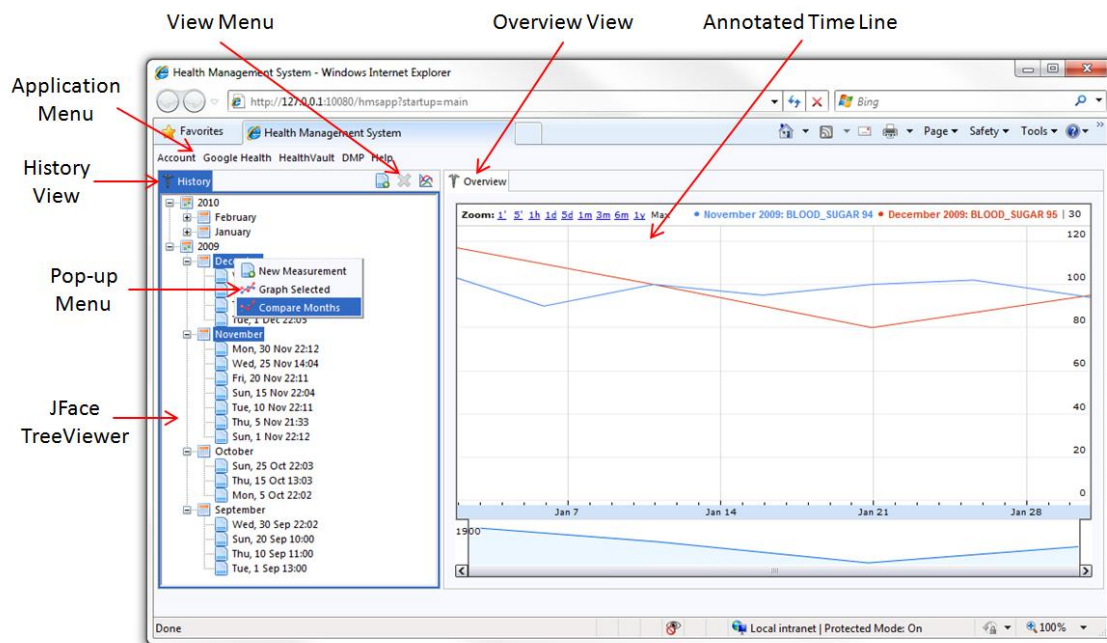 View Menu
Overview View
Annotated Time Line
Application
Menu
History
View
Pop-up
Menu
JFace
TreeViewer
Health Management System - Windows Internet Explorer
http://127.0.0.1:10080/hmsapp?startup=main
Bing
Favorites
Health Management System
Page
Safety
Tools
Account Google Health HealthVault DMP Help
History
2010
February
January
2009
New Measurement
Graph Selected
Compare Months
Tue, 1 Dec 22:05
November
Mon, 30 Nov 22:12
Wed, 25 Nov 14:04
Fri, 20 Nov 22:11
Sun, 15 Nov 22:04
Tue, 10 Nov 22:11
Thu, 5 Nov 21:33
Sun, 1 Nov 22:12
October
Sun, 25 Oct 22:03
Thu, 15 Oct 13:03
Mon, 5 Oct 22:02
September
Wed, 30 Sep 22:02
Sun, 20 Sep 10:00
Thu, 10 Sep 11:00
Tue, 1 Sep 13:00
Overview
Zoom: 1' 5' 1h 1d 5d 1m 3m 6m 1y Max
November 2009: BLOOD_SUGAR 94 • December 2009: BLOOD_SUGAR 95 | 30
120
100
80
60
40
20
0
Jan 7 Jan 14 Jan 21 Jan 28
1900
Done
Local intranet | Protected Mode: On
100%